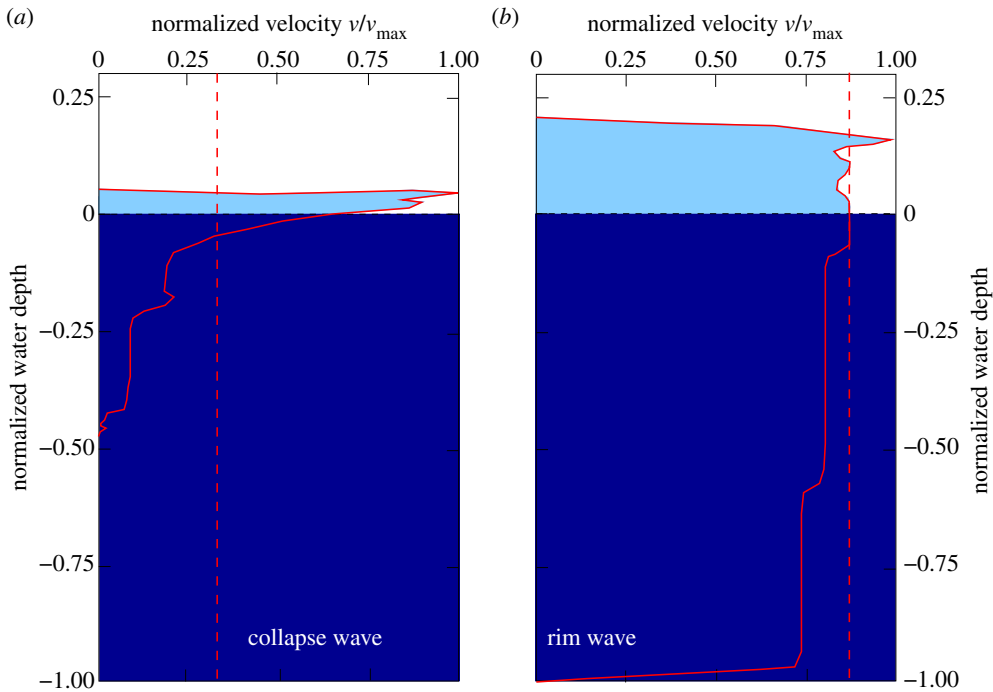 (a)
normalized velocity v/vmax
0 0.25 0.50 0.75 1.00
0.25
0
−0.25
−0.50
−0.75
−1.00
normalized water depth
collapse wave
(b)
normalized velocity v/vmax
0 0.25 0.50 0.75 1.00
0.25
0
−0.25
−0.50
−0.75
−1.00
normalized water depth
rim wave